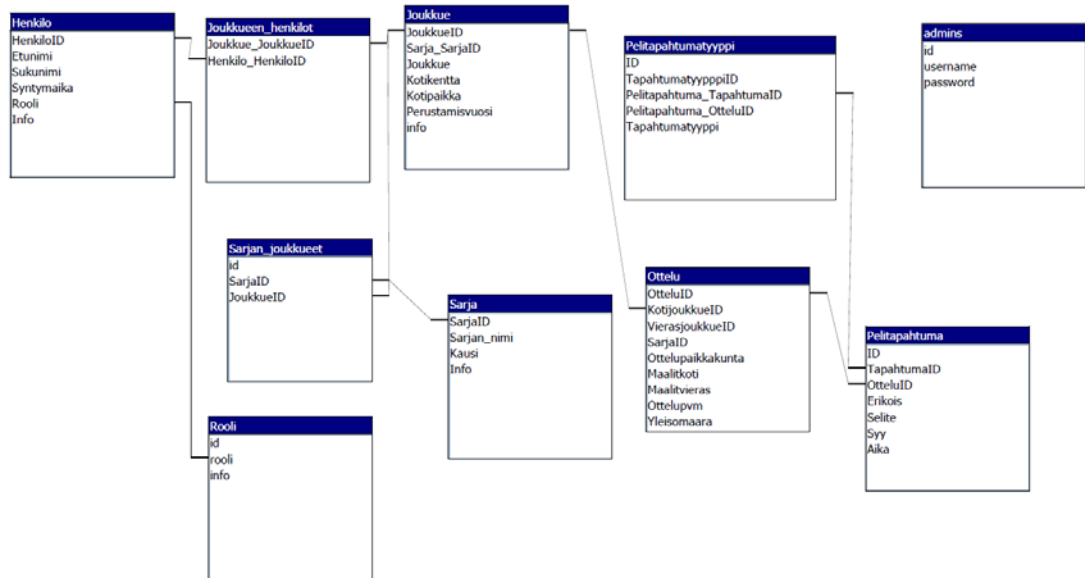 Henkilo
HenkiloID
Etunimi
Sukunimi
Syntymaika
Rooli
Info
Joukkueen_henkilot
Joukkue_JoukkueID
Henkilo_HenkiloID
Joukkue
JoukkueID
Sarja_SarjaID
Joukkue
Kotikentta
Kotipaikka
Perustamisvuosi
info
Pelitapahtumatyyppi
ID
TapahtumatyypppiID
Pelitapahtuma_TapahtumaID
Pelitapahtuma_OtteluID
Tapahtumatyyppi
admins
id
username
password
Sarjan_joukkueet
id
SarjaID
JoukkueID
Sarja
SarjaID
Sarjan_nimi
Kausi
Info
Ottelu
OtteluID
KotijoukkueID
VierasjoukkueID
SarjaID
Ottelupaikkakunta
Maalitkoti
Maalitvieras
Ottelupvm
Yleisomaara
Pelitapahtuma
ID
TapahtumaID
OtteluID
Erikois
Selite
Syy
Aika
Rooli
id
rooli
info